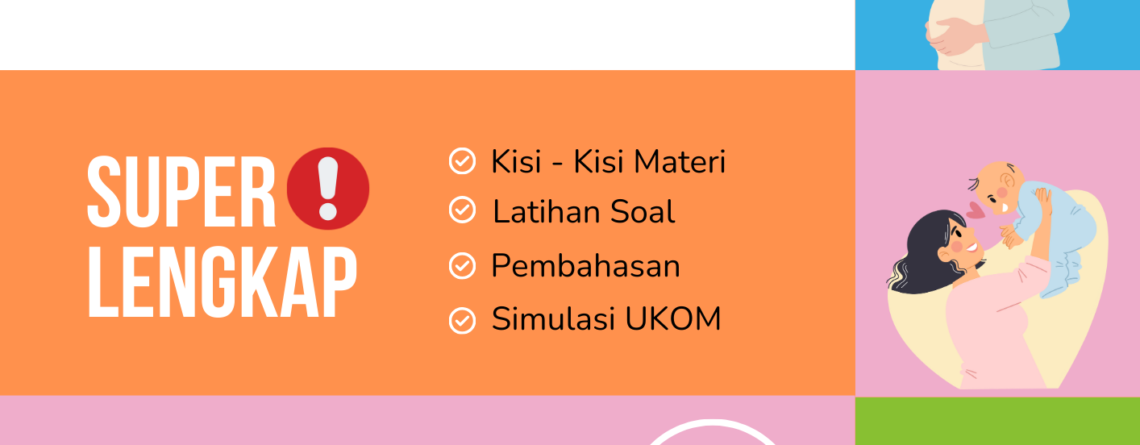 SUPER
LENGKAP
Kisi - Kisi Materi
Latihan Soal
Pembahasan
Simulasi UKOM